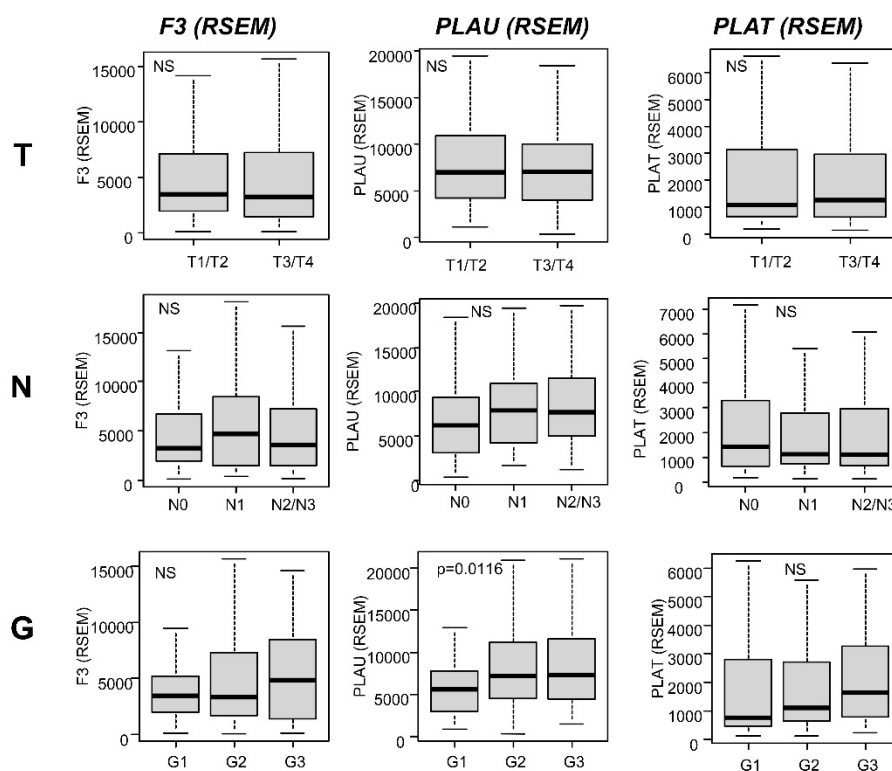 F3 (RSEM) PLAU (RSEM) PLAT (RSEM)
T
F3 (RSEM)
15000
10000
5000
0
NS
T1/T2 T3/T4
PLAU (RSEM)
20000
15000
10000
5000
0
NS
T1/T2 T3/T4
PLAT (RSEM)
6000
5000
4000
3000
2000
1000
0
NS
T1/T2 T3/T4
N
F3 (RSEM)
15000
10000
5000
0
NS
N0 N1 N2/N3
PLAU (RSEM)
20000
15000
10000
5000
0
NS
N0 N1 N2/N3
PLAT (RSEM)
7000
6000
5000
4000
3000
2000
1000
0
NS
N0 N1 N2/N3
G
F3 (RSEM)
15000
10000
5000
0
NS
G1 G2 G3
PLAU (RSEM)
20000
15000
10000
5000
0
p=0.0116
G1 G2 G3
PLAT (RSEM)
6000
5000
4000
3000
2000
1000
0
NS
G1 G2 G3